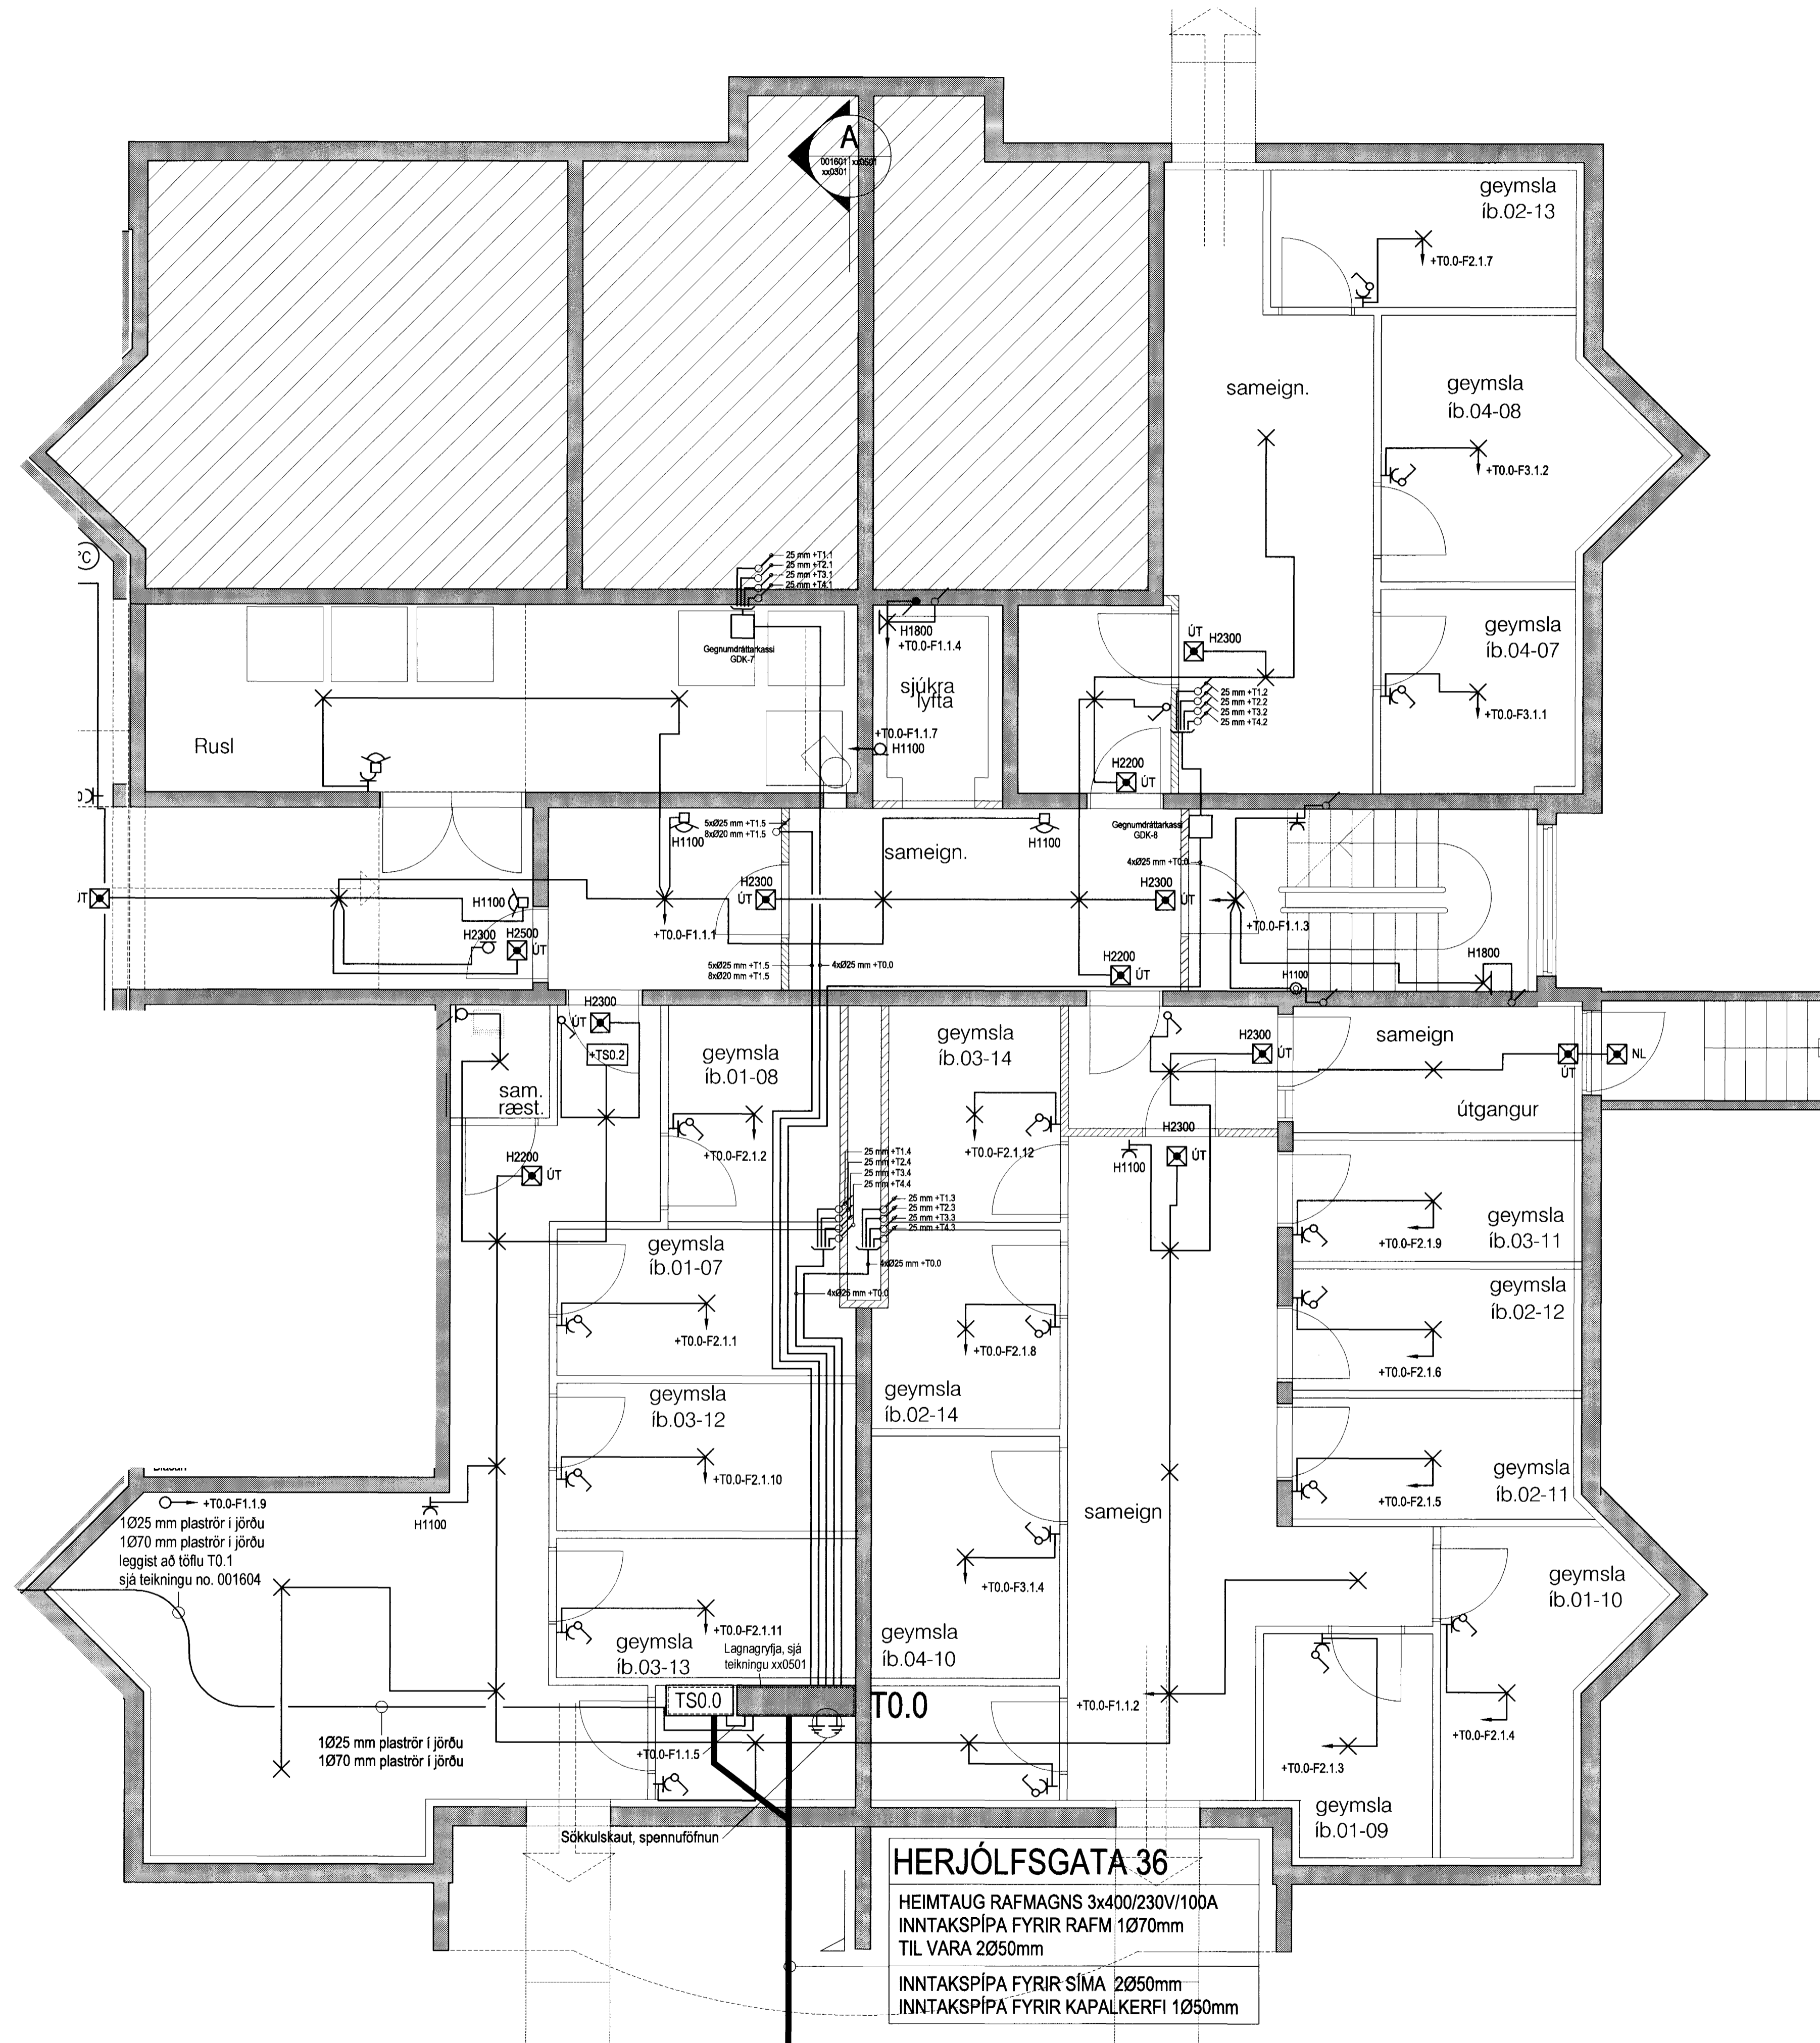 A
001601
xx0501
xx0301
geymsla
íb.02-13
+T0.0-F2.1.7
sameign.
geymsla
íb.04-08
+T0.0-F3.1.2
°C
25 mm +T1.1
25 mm +T2.1
25 mm +T3.1
25 mm +T4.1
Gegnumdráttarkassi
GDK-7
H1800
+T0.0-F1.1.4
sjúkra
lyfta
ÚT
H2300
geymsla
íb.04-07
+T0.0-F3.1.1
25 mm +T1.2
25 mm +T2.2
25 mm +T3.2
25 mm +T4.2
Rusl
+T0.0-F1.1.7
H1100
H2200
ÚT
H1100
5xØ25 mm +T1.5
8xØ20 mm +T1.5
sameign.
H1100
Gegnumdráttarkassi
GDK-8
4xØ25 mm +T0.0
ÚT
H1100
H2300
ÚT
H2300
ÚT
H2300
H2500
ÚT
+T0.0-F1.1.1
+T0.0-F1.1.3
5xØ25 mm +T1.5
8xØ20 mm +T1.5
4xØ25 mm +T0.0
H2200
ÚT
H1100
H1800
H2300
ÚT
+TS0.2
sam.
ræst.
geymsla
íb.01-08
+T0.0-F2.1.2
geymsla
íb.03-14
+T0.0-F2.1.12
H2300
ÚT
sameign
ÚT
NL
útgangur
H2200
ÚT
H2300
ÚT
H1100
25 mm +T1.4
25 mm +T2.4
25 mm +T3.4
25 mm +T4.4
25 mm +T1.3
25 mm +T2.3
25 mm +T3.3
25 mm +T4.3
geymsla
íb.03-11
+T0.0-F2.1.9
geymsla
íb.01-07
+T0.0-F2.1.1
4xØ25 mm +T0.0
4xØ25 mm +T0.0
geymsla
íb.02-12
+T0.0-F2.1.6
+T0.0-F2.1.8
geymsla
íb.02-14
geymsla
íb.03-12
+T0.0-F2.1.10
geymsla
íb.02-11
+T0.0-F2.1.5
+T0.0-F1.1.9
1Ø25 mm plaströr í jörðu
1Ø70 mm plaströr í jörðu
leggist að töflu T0.1
sjá teikningu no. 001604
H1100
sameign
+T0.0-F3.1.4
geymsla
íb.01-10
+T0.0-F2.1.11
geymsla
íb.03-13
Lagnagryfja, sjá
teikningu xx0501
geymsla
íb.04-10
TS0.0
T0.0
+T0.0-F1.1.2
1Ø25 mm plaströr í jörðu
1Ø70 mm plaströr í jörðu
+T0.0-F1.1.5
+T0.0-F2.1.3
+T0.0-F2.1.4
geymsla
íb.01-09
Sökkulskaut, spennuföfnun
HERJÓLFSGATA 36
HEIMTAUG RAFMAGNS 3x400/230V/100A
INNTAKSPÍPA FYRIR RAFM 1Ø70mm
TIL VARA 2Ø50mm
INNTAKSPÍPA FYRIR SÍMA 2Ø50mm
INNTAKSPÍPA FYRIR KAPALKERFI 1Ø50mm